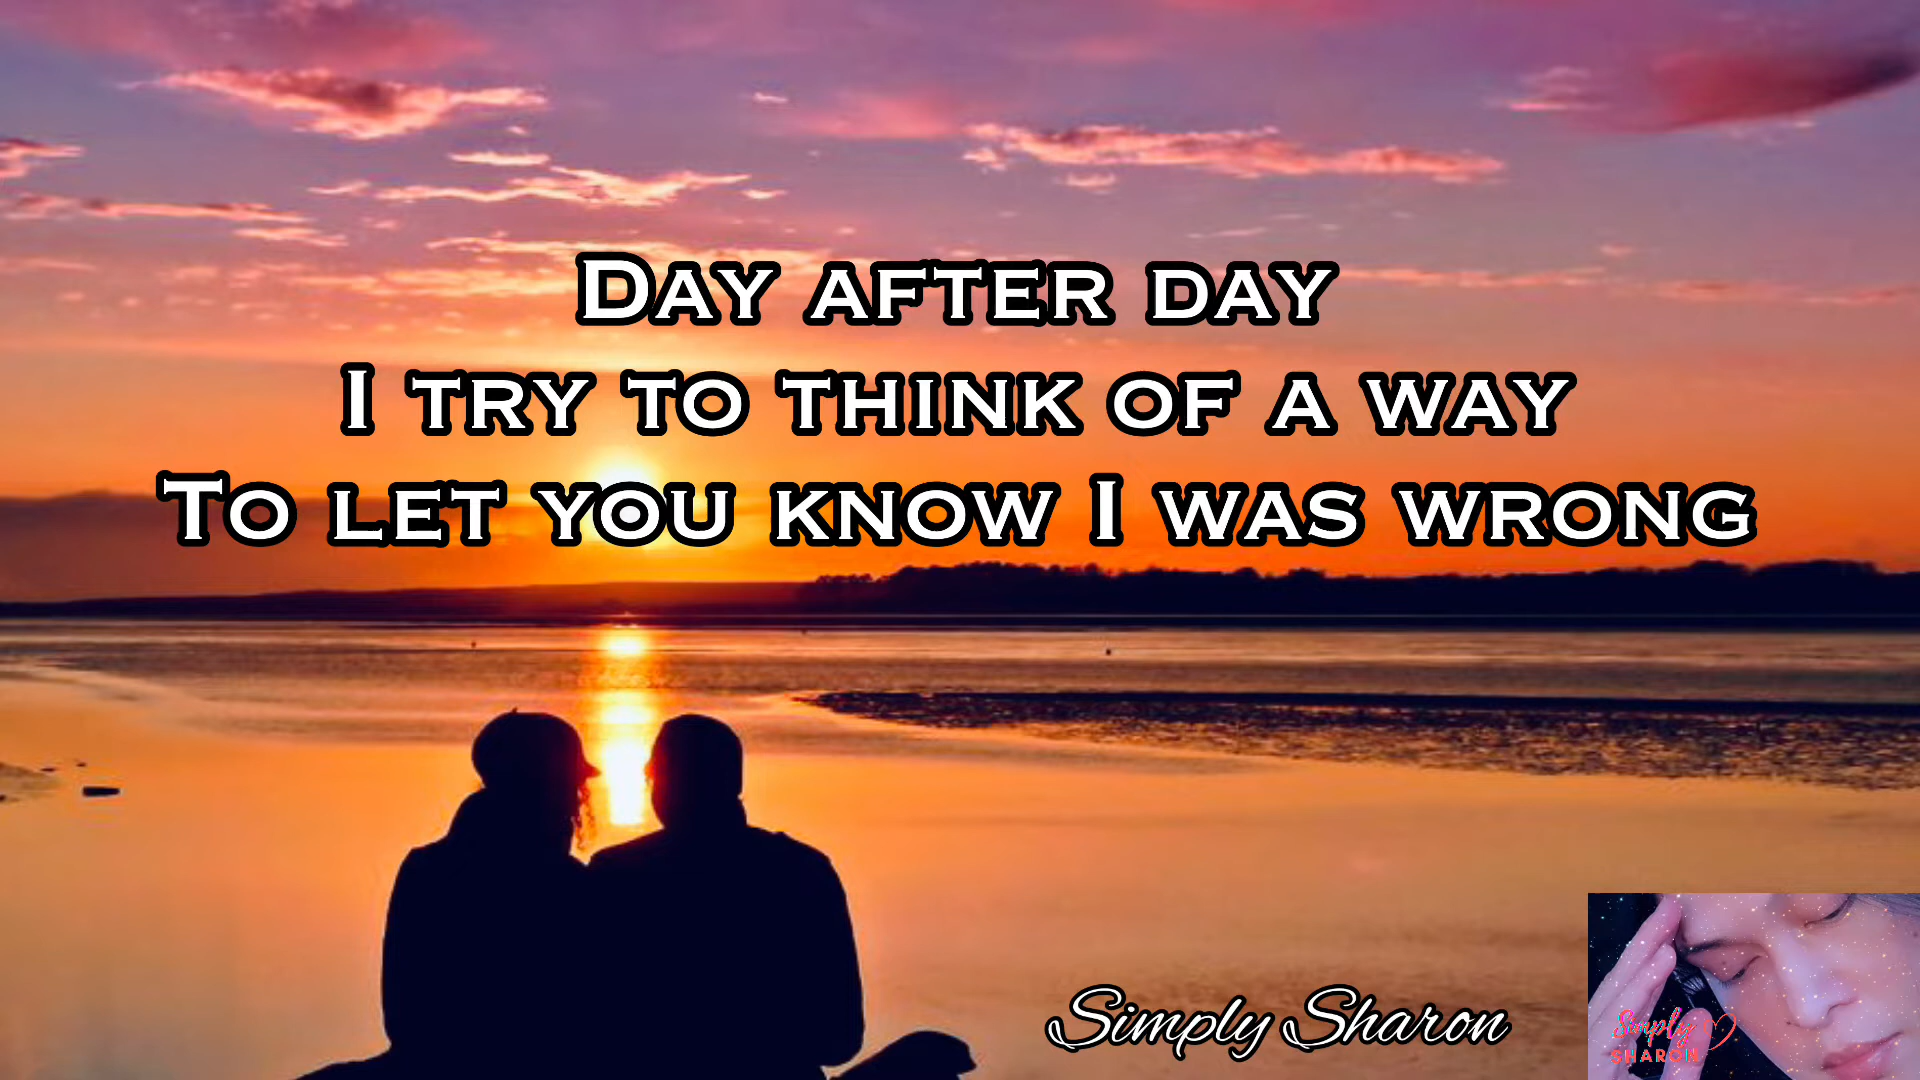 Day after day
I try to think of a way
To let you know I was wrong
Simply Sharon
Simply
SHARON